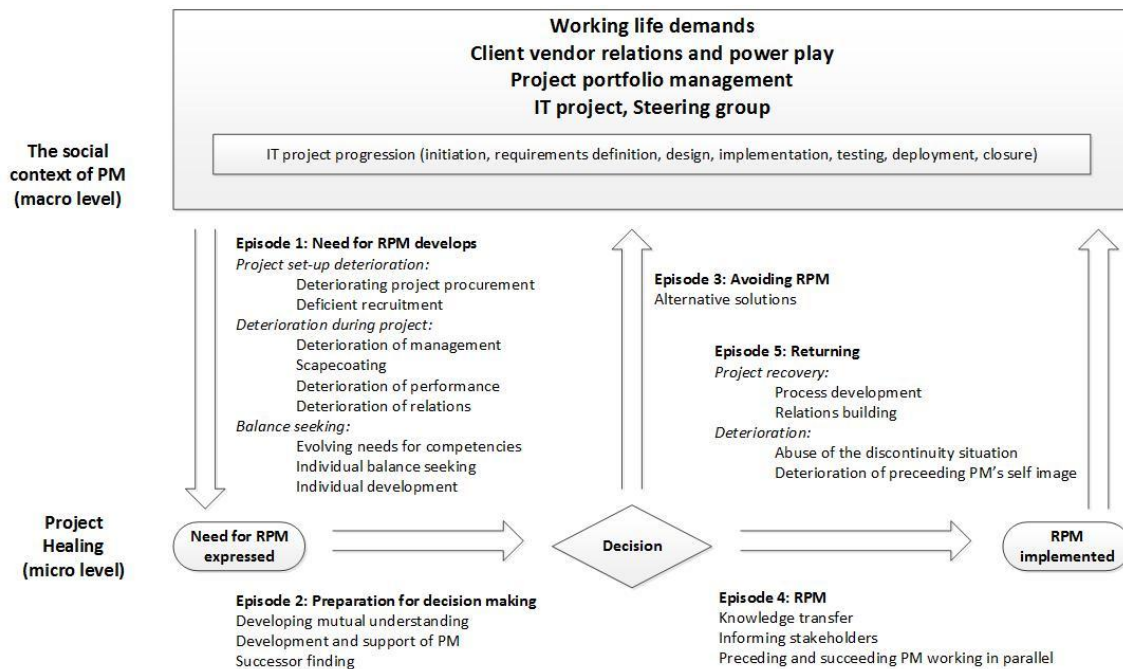 Working life demands
Client vendor relations and power play
Project portfolio management
IT project, Steering group
IT project progression (initiation, requirements definition, design, implementation, testing, deployment, closure)
The social
context of PM
(macro level)
Episode 1: Need for RPM develops
Project set-up deterioration:
Deteriorating project procurement
Deficient recruitment
Deterioration during project:
Deterioration of management
Scapecoating
Deterioration of performance
Deterioration of relations
Balance seeking:
Evolving needs for competencies
Individual balance seeking
Individual development
Episode 3: Avoiding RPM
Alternative solutions
Episode 5: Returning
Project recovery:
Process development
Relations building
Deterioration:
Abuse of the discontinuity situation
Deterioration of preceeding PM's self image
Project
Healing
(micro level)
Need for RPM
expressed
Decision
RPM
implemented
Episode 2: Preparation for decision making
Developing mutual understanding
Development and support of PM
Successor finding
Episode 4: RPM
Knowledge transfer
Informing stakeholders
Preceding and succeeding PM working in parallel